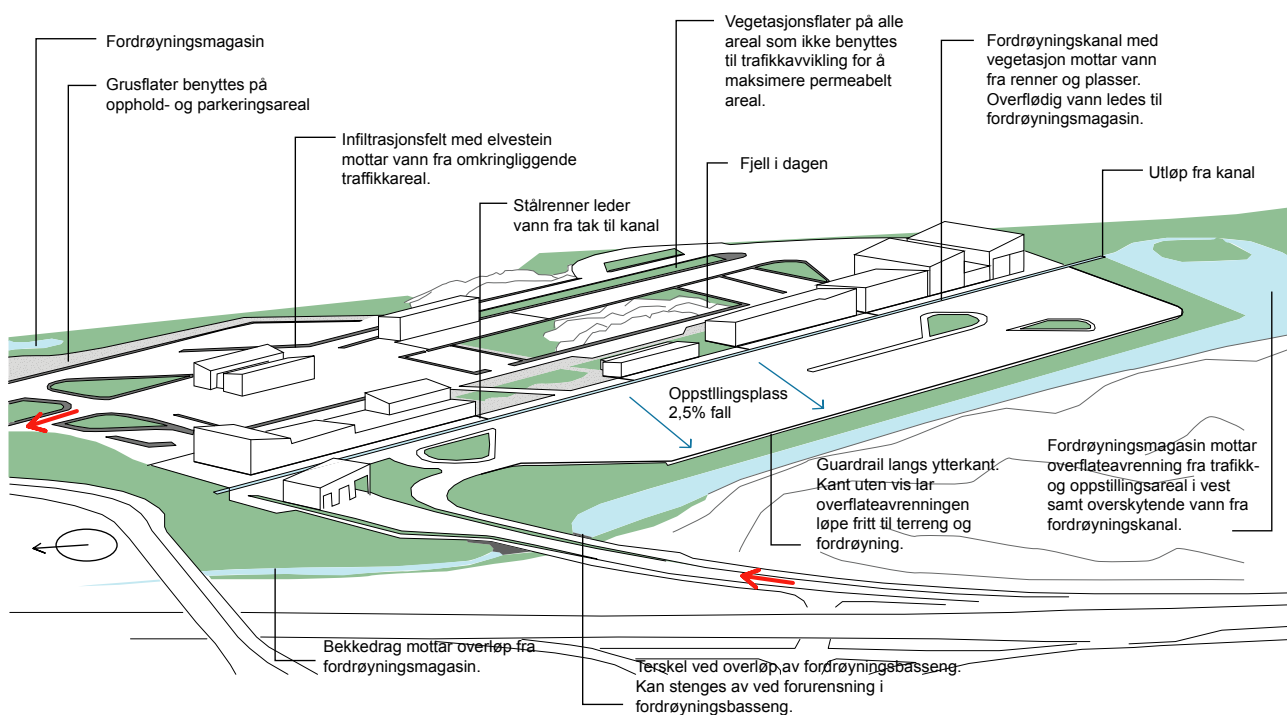 Fordrøyningsmagasin
Grusflater benyttes på
opphold- og parkeringsareal
Infiltrasjonsfelt med elvestein
mottar vann fra omkringliggende
traffikkareal.
Stålrenner leder
vann fra tak til kanal
Vegetasjonsflater på alle
areal som ikke benyttes
til trafikkavvikling for å
maksimere permeabelt
areal.
Fjell i dagen
Fordrøyningskanal med
vegetasjon mottar vann
fra renner og plasser.
Overflødig vann ledes til
fordrøyningsmagasin.
Utløp fra kanal
Oppstllingsplass
2,5% fall
Guardrail langs ytterkant.
Kant uten vis lar
overflateavrenningen
løpe fritt til terreng og
fordrøyning.
Fordrøyningsmagasin mottar
overflateavrenning fra trafikk-
og oppstillingsareal i vest
samt overskytende vann fra
fordrøyningskanal.
Bekkedrag mottar overløp fra
fordrøyningsmagasin.
Terskel ved overløp av fordrøyningsbasseng.
Kan stenges av ved forurensning i
fordrøyningsbasseng.